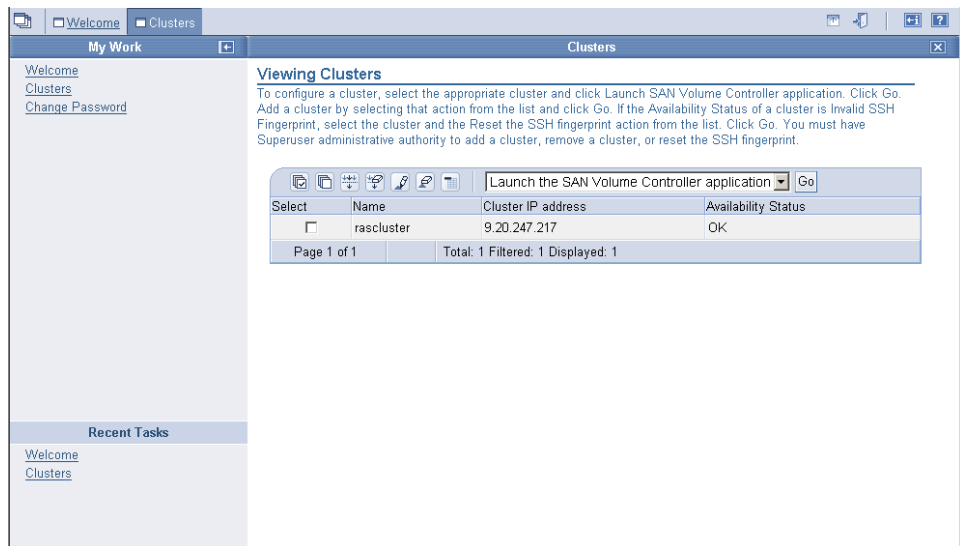 Welcome
Clusters
My Work
Clusters
Welcome
Clusters
Change Password
Viewing Clusters
To configure a cluster, select the appropriate cluster and click Launch SAN Volume Controller application. Click Go.
Add a cluster by selecting that action from the list and click Go. If the Availability Status of a cluster is Invalid SSH
Fingerprint, select the cluster and the Reset the SSH fingerprint action from the list. Click Go. You must have
Superuser administrative authority to add a cluster, remove a cluster, or reset the SSH fingerprint.
Launch the SAN Volume Controller application Go
Select Name Cluster IP address Availability Status
rascluster 9.20.247.217 OK
Page 1 of 1 Total: 1 Filtered: 1 Displayed: 1
Recent Tasks
Welcome
Clusters